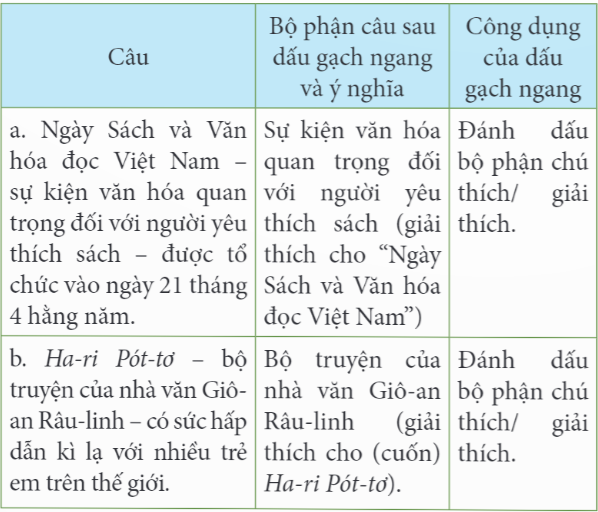 Câu
Bộ phận câu sau
dấu gạch ngang
và ý nghĩa
Công dụng
của dấu
gạch ngang
a. Ngày Sách và Văn
hóa đọc Việt Nam –
sự kiện văn hóa quan
trọng đối với người yêu
thích sách – được tổ
chức vào ngày 21 tháng
4 hằng năm.
Sự kiện văn hóa
quan trọng đối
với người yêu
thích sách (giải
thích cho “Ngày
Sách và Văn hóa
đọc Việt Nam”)
Đánh dấu
bộ phận chú
thích/ giải
thích.
b. Ha-ri Pót-tơ – bộ
truyện của nhà văn Giô-
an Râu-linh – có sức hấp
dẫn kì lạ với nhiều trẻ
em trên thế giới.
Bộ truyện của
nhà văn Giô-an
Râu-linh (giải
thích cho (cuốn)
Ha-ri Pót-tơ).
Đánh dấu
bộ phận chú
thích/ giải
thích.